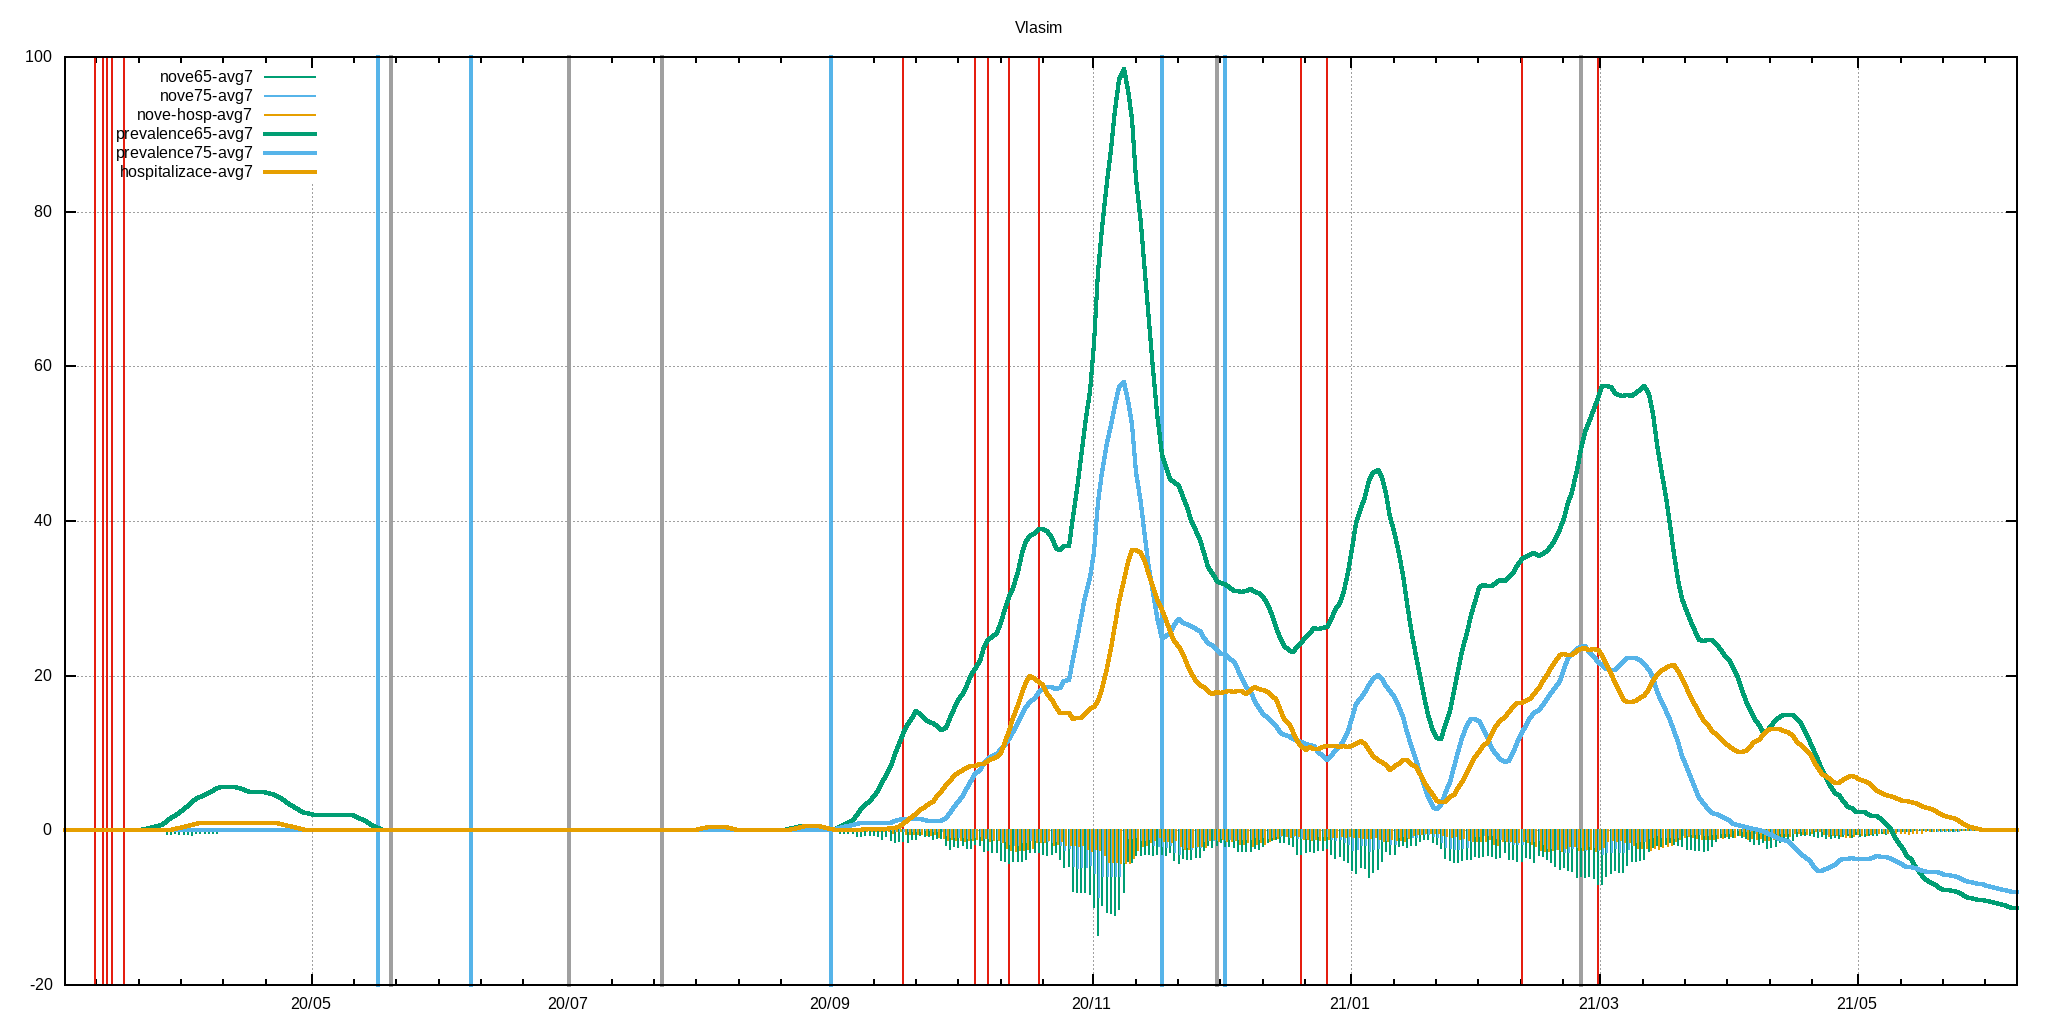 Vlasim
100
80
60
40
20
0
-20
nove65-avg7
nove75-avg7
nove-hosp-avg7
prevalence65-avg7
prevalence75-avg7
hospitalizace-avg7
20/05
20/07
20/09
20/11
21/01
21/03
21/05